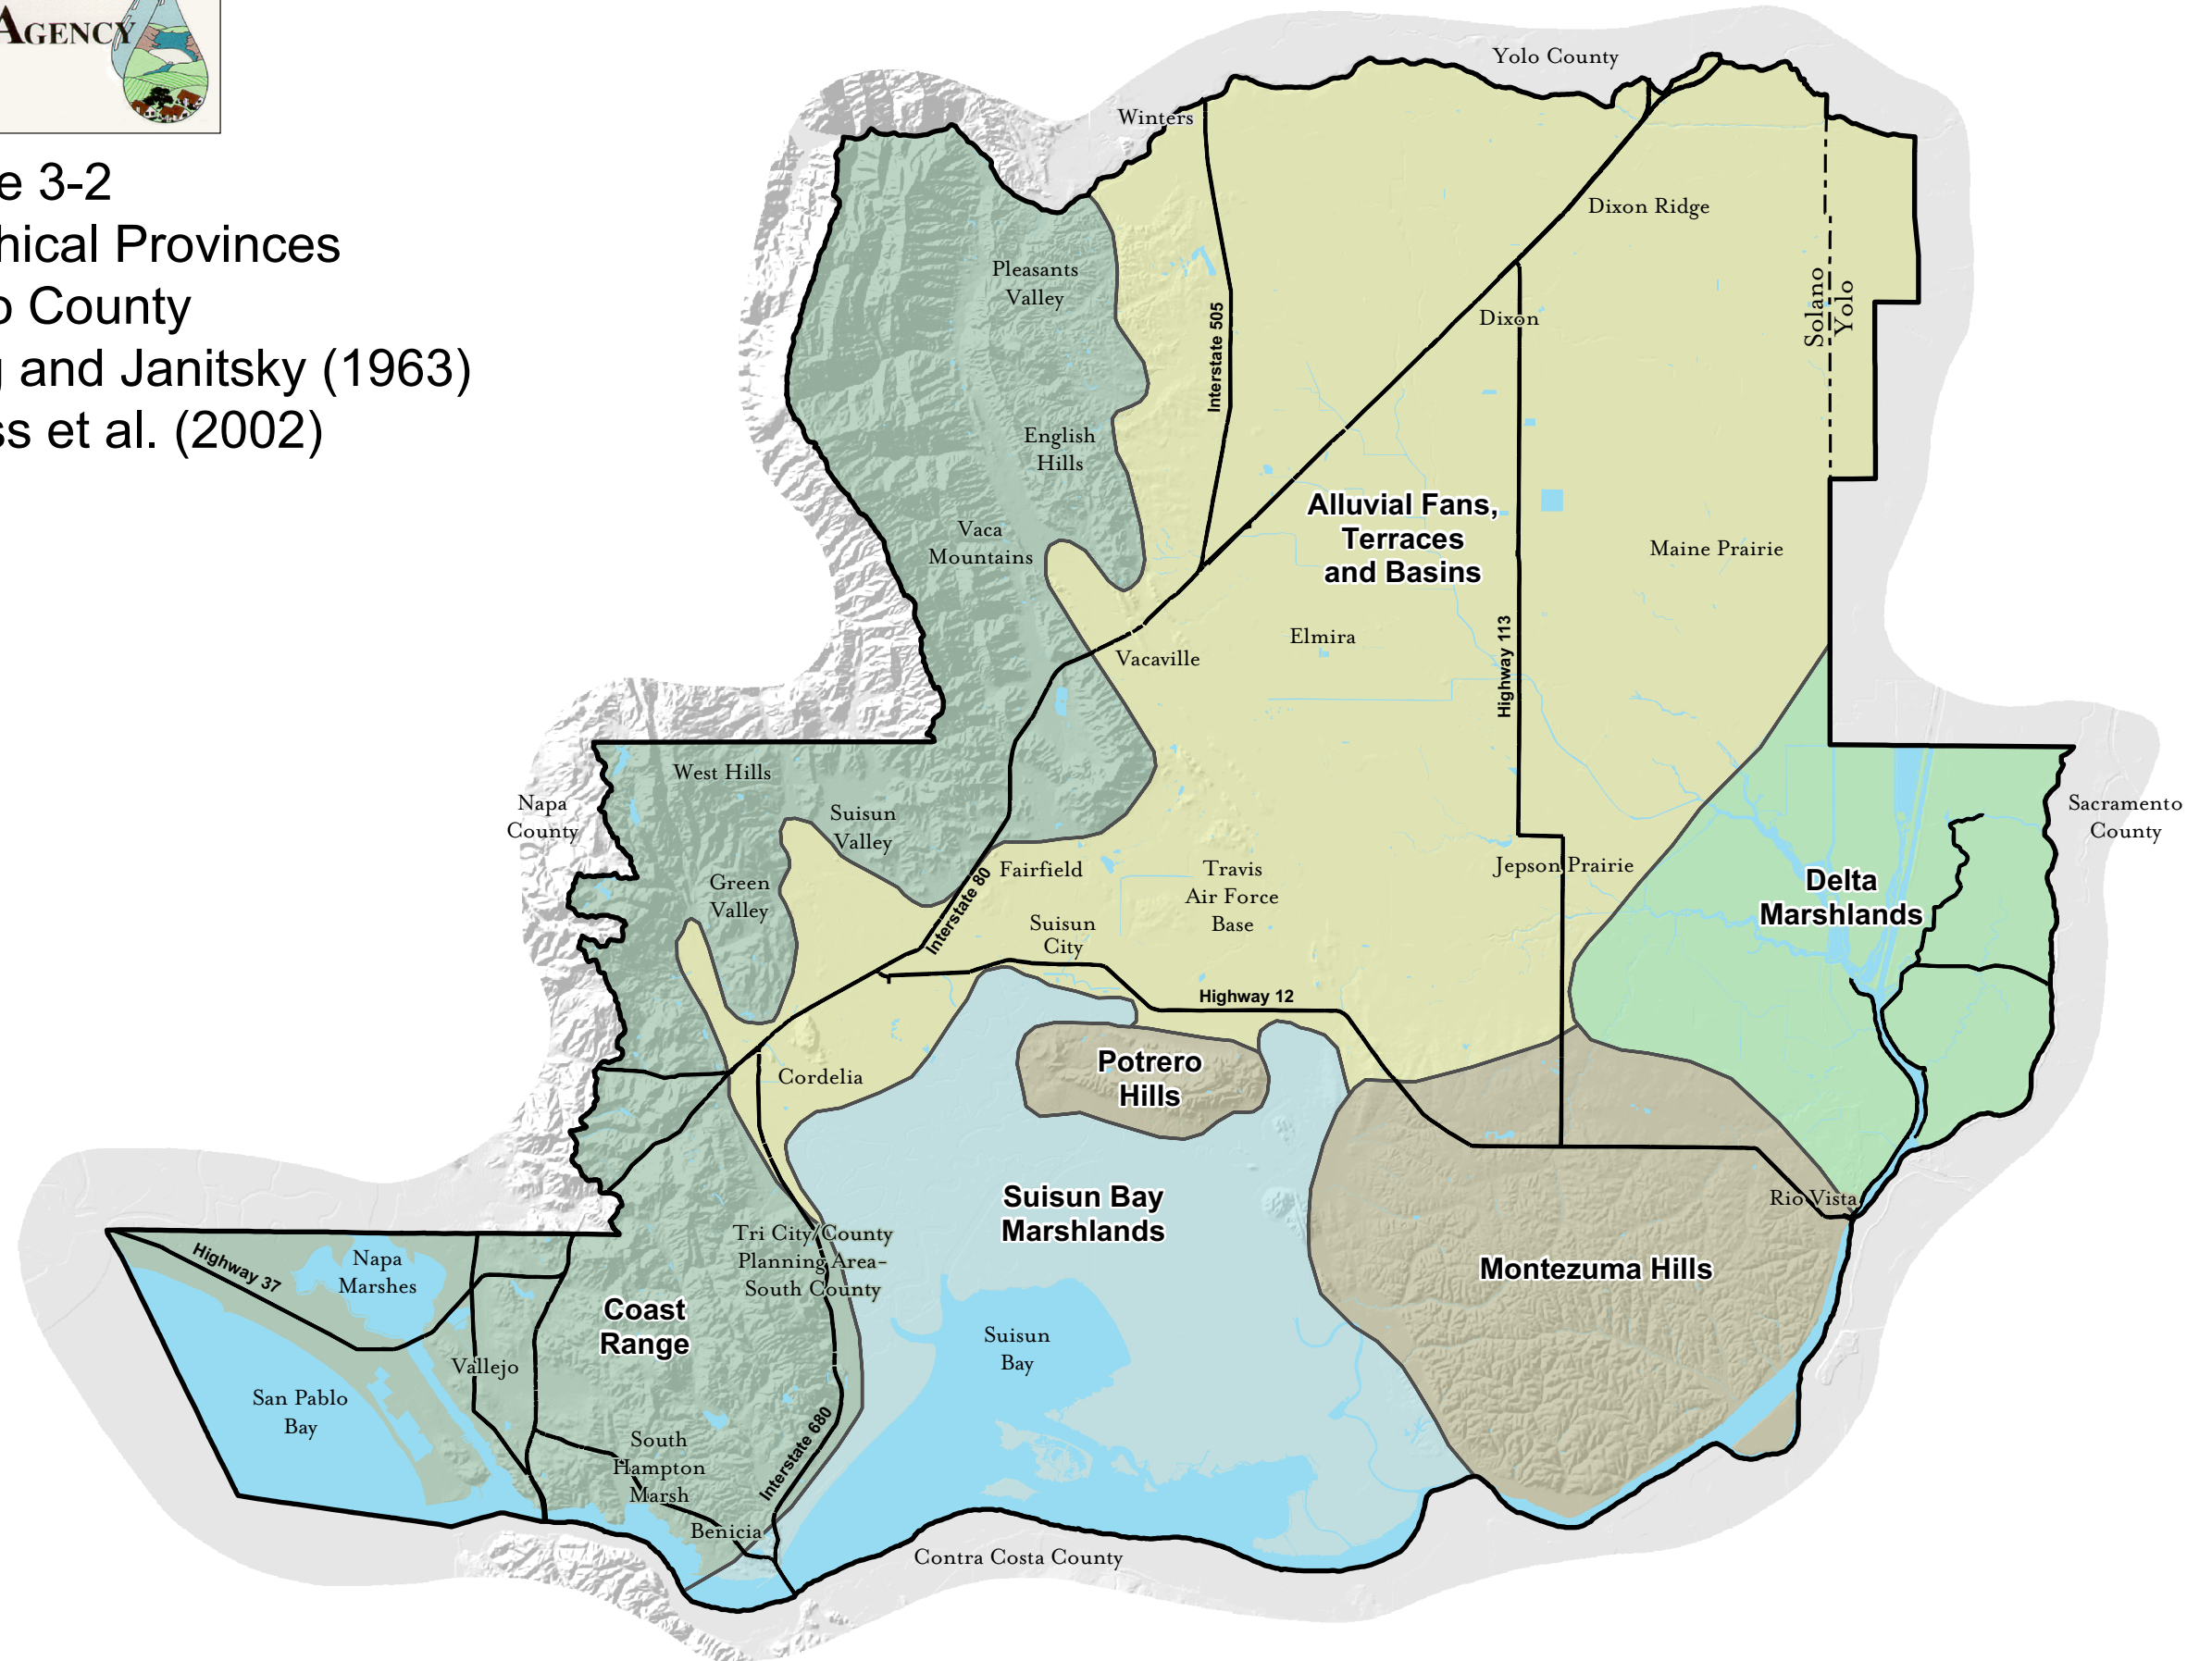 AGENCY
e 3-2
hical Provinces
o County
g and Janitsky (1963)
ss et al. (2002)
Yolo County
Winters
Dixon Ridge
Pleasants
Valley
Solano
Yolo
Interstate 505
Dixon
English
Hills
Alluvial Fans,
Terraces
and Basins
Vaca
Mountains
Maine Prairie
Elmira
Highway 113
Vacaville
West Hills
Napa
County
Suisun
Valley
Sacramento
County
Fairfield
Travis
Air Force
Base
Jepson Prairie
Green
Valley
Delta
Marshlands
Interstate 80
Suisun
City
Highway 12
Potrero
Hills
Cordelia
Suisun Bay
Marshlands
Rio Vista
Tri City/County
Planning Area-
South County
Highway 37
Napa
Marshes
Montezuma Hills
Coast
Range
Suisun
Bay
Vallejo
San Pablo
Bay
Interstate 680
South
Hampton
Marsh
Benicia
Contra Costa County